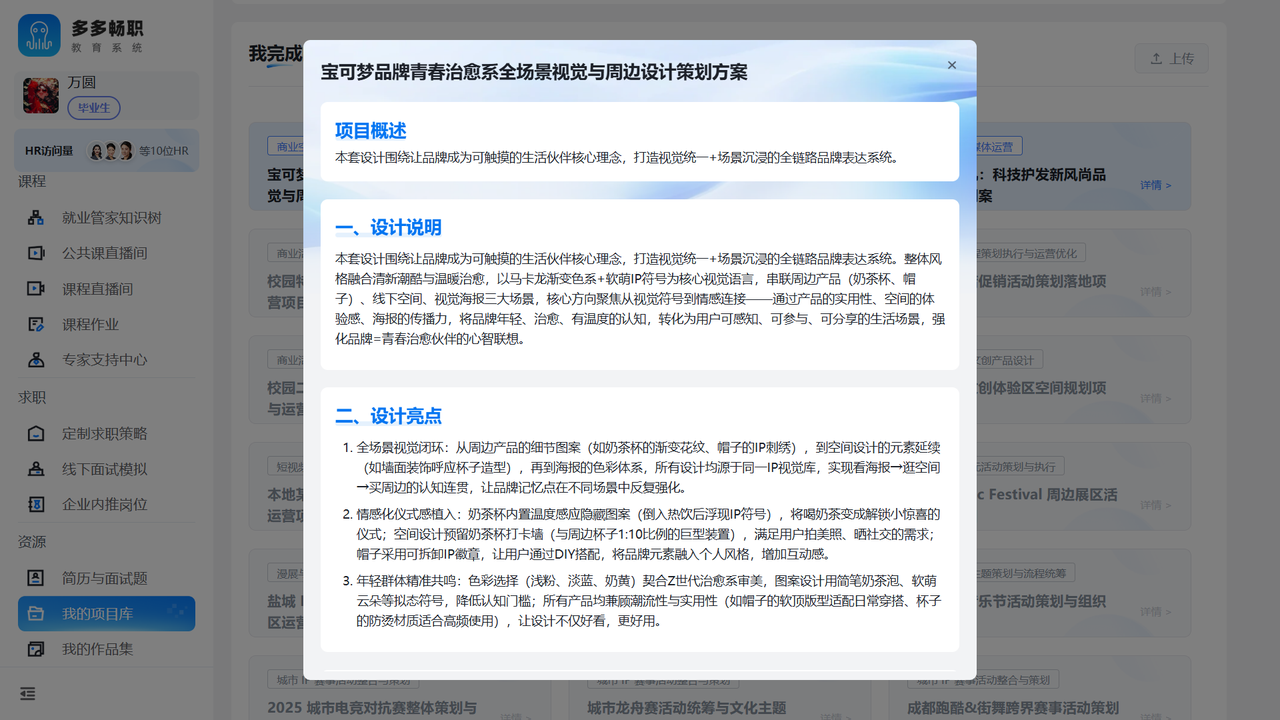 多多畅职
教育系统
万圆
毕业生
HR访问量
等10位HR
课程
就业管家知识树
公共课直播间
课程直播间
课程作业
专家支持中心
求职
定制求职策略
线下面试模拟
企业内推岗位
资源
简历与面试题
我的项目库
我的作品集
我完成
上传
宝可梦品牌青春治愈系全场景视觉与周边设计策划方案
项目概述
本套设计围绕让品牌成为可触摸的生活伙伴核心理念，打造视觉统一+场景沉浸的全链路品牌表达系统。
一、设计说明
本套设计围绕让品牌成为可触摸的生活伙伴核心理念，打造视觉统一+场景沉浸的全链路品牌表达系统。整体风
格融合清新潮酷与温暖治愈，以马卡龙渐变色系+软萌IP符号为核心视觉语言，串联周边产品（奶茶杯、帽
子）、线下空间、视觉海报三大场景，核心方向聚焦从视觉符号到情感连接——通过产品的实用性、空间的体
验感、海报的传播力，将品牌年轻、治愈、有温度的认知，转化为用户可感知、可参与、可分享的生活场景，强
化品牌=青春治愈伙伴的心智联想。
二、设计亮点
1. 全场景视觉闭环：从周边产品的细节图案（如奶茶杯的渐变花纹、帽子的IP刺绣），到空间设计的元素延续
（如墙面装饰呼应杯子造型），再到海报的色彩体系，所有设计均源于同一IP视觉库，实现看海报→逛空间
→买周边的认知连贯，让品牌记忆点在不同场景中反复强化。
2. 情感化仪式感植入：奶茶杯内置温度感应隐藏图案（倒入热饮后浮现IP符号），将喝奶茶变成解锁小惊喜的
仪式；空间设计预留奶茶杯打卡墙（与周边杯子1:10比例的巨型装置），满足用户拍美照、晒社交的需求；
帽子采用可拆卸IP徽章，让用户通过DIY搭配，将品牌元素融入个人风格，增加互动感。
3. 年轻群体精准共鸣：色彩选择（浅粉、淡蓝、奶黄）契合Z世代治愈系审美，图案设计用简笔奶茶泡、软萌
云朵等拟态符号，降低认知门槛；所有产品均兼顾潮流性与实用性（如帽子的软顶版型适配日常穿搭、杯子
的防烫材质适合高频使用），让设计不仅好看，更好用。
商业
宝可
觉与
媒体运营
：科技护发新风尚品
案
详情 >
商业
校园
营项目
策划执行与运营优化
促销活动策划落地项
详情 >
商业
校园二
与运营
文创产品设计
创体验区空间规划项
详情 >
短视频
本地
运营项
活动策划与执行
c Festival 周边展区活
详情 >
漫展与
盐城
区运营
主题策划与流程统筹
乐节活动策划与组织
详情 >
城市 IP 赛事活动整合与策划
2025 城市电竞对抗赛整体策划与
详情 >
城市 IP 赛事活动整合与策划
城市龙舟赛活动统筹与文化主题
详情 >
城市 IP 赛事活动整合与策划
成都跑酷&街舞跨界赛事活动策划
详情 >